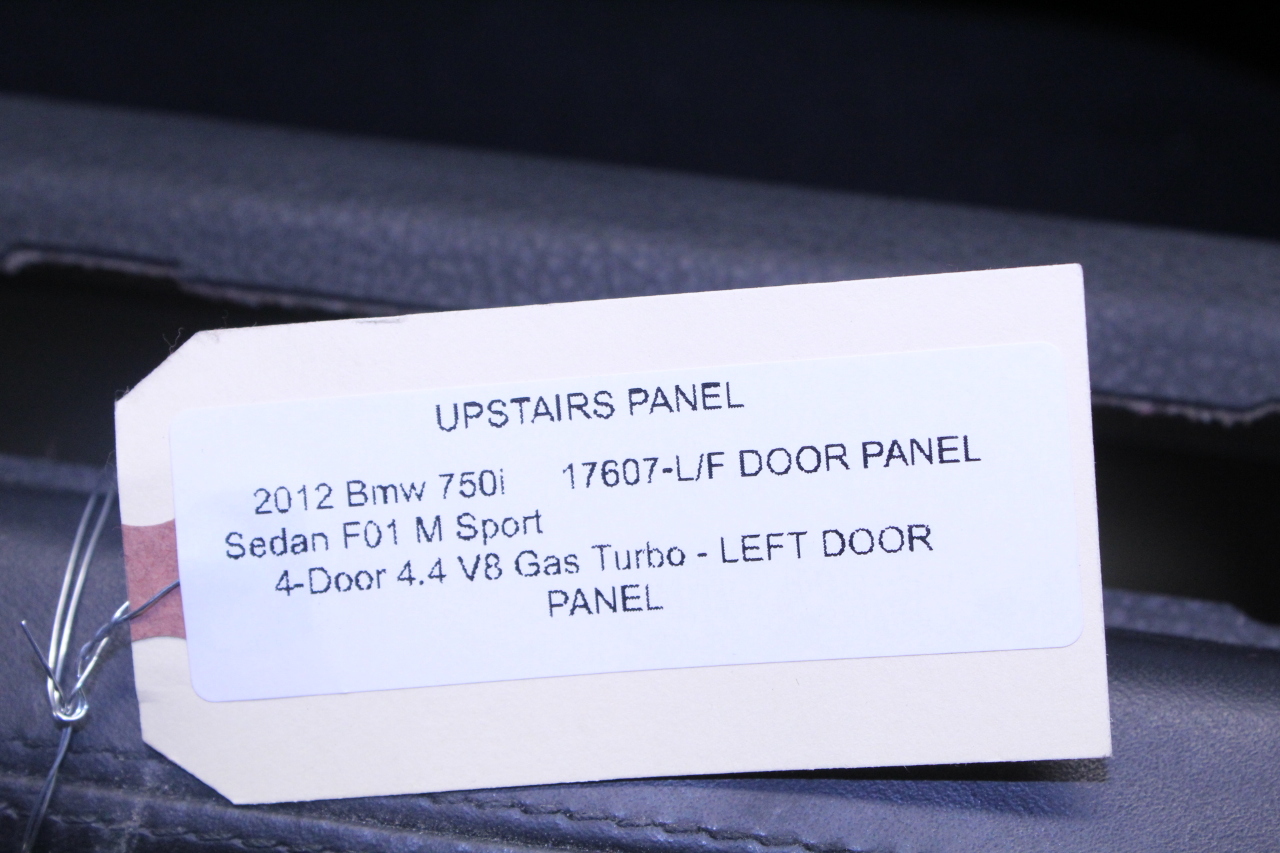 UPSTAIRS PANEL
2012 Bmw 750i 17607-L/F DOOR PANEL
Sedan F01 M Sport
4-Door 4.4 V8 Gas Turbo - LEFT DOOR
PANEL